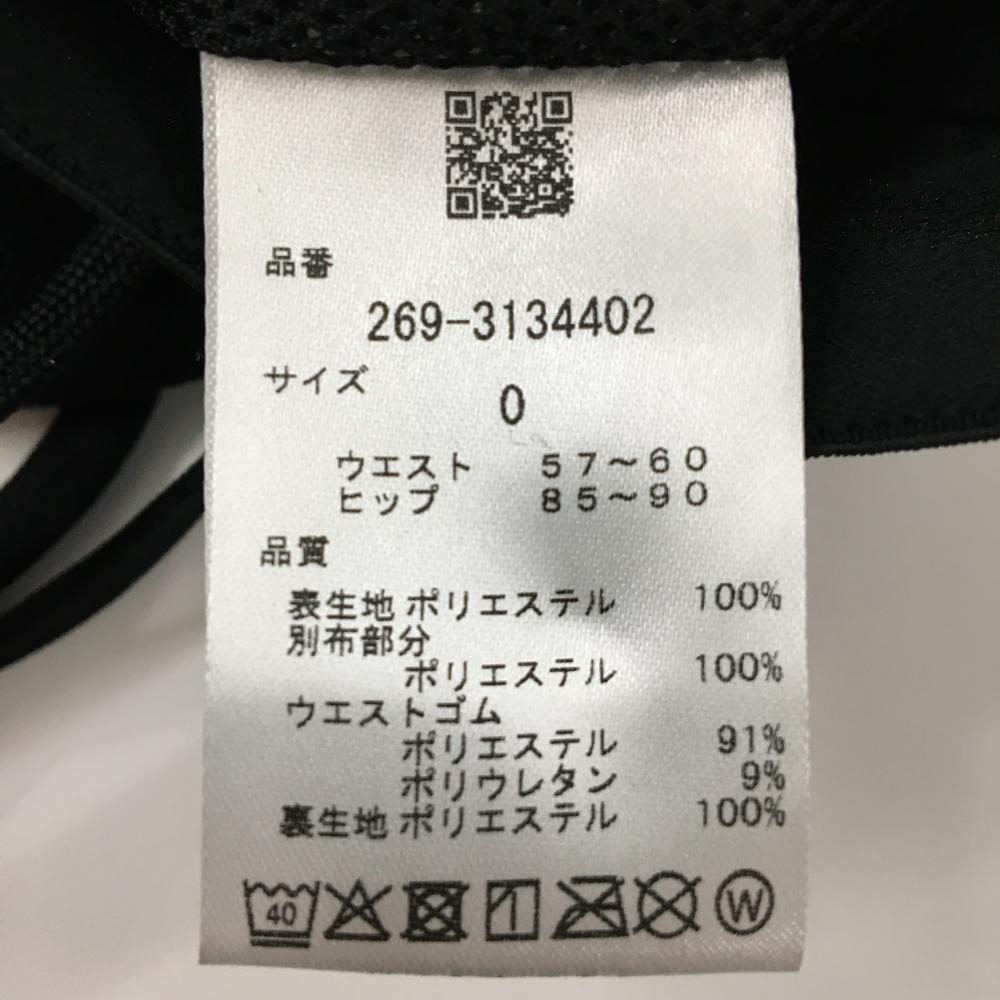 品番
269-3134402
サイズ
0
ウエスト 57～60
ヒップ 85～90
品質
表生地 ポリエステル 100%
別布部分
ポリエステル 100%
ウエストゴム
ポリエステル 91%
ポリウレタン 9%
裏生地 ポリエステル 100%
40 W